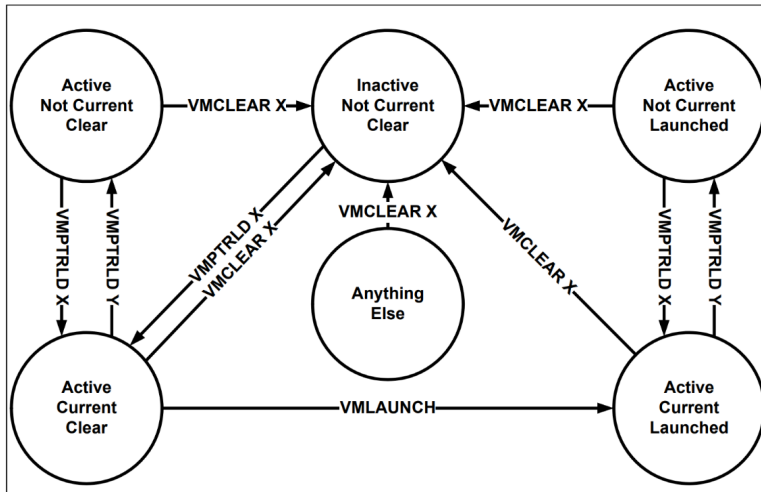 Active
Not Current
Clear
VMCLEAR X
Inactive
Not Current
Clear
VMCLEAR X
Active
Not Current
Launched
VMPTRLD X
VMPTRLD Y
VMPTRLD X
VMCLEAR X
VMCLEAR X
Anything
Else
VMCLEAR X
VMPTRLD X
VMPTRLD Y
Active
Current
Clear
VMLAUNCH
Active
Current
Launched